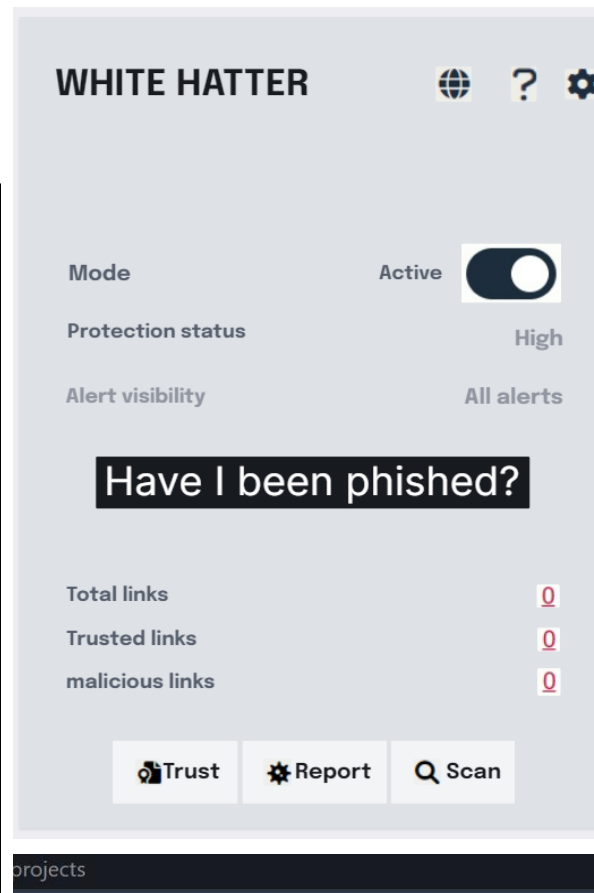 WHITE HATTER
Mode Active
Protection status High
Alert visibility All alerts
Have I been phished?
Total links 0
Trusted links 0
malicious links 0
Trust Report Scan
projects